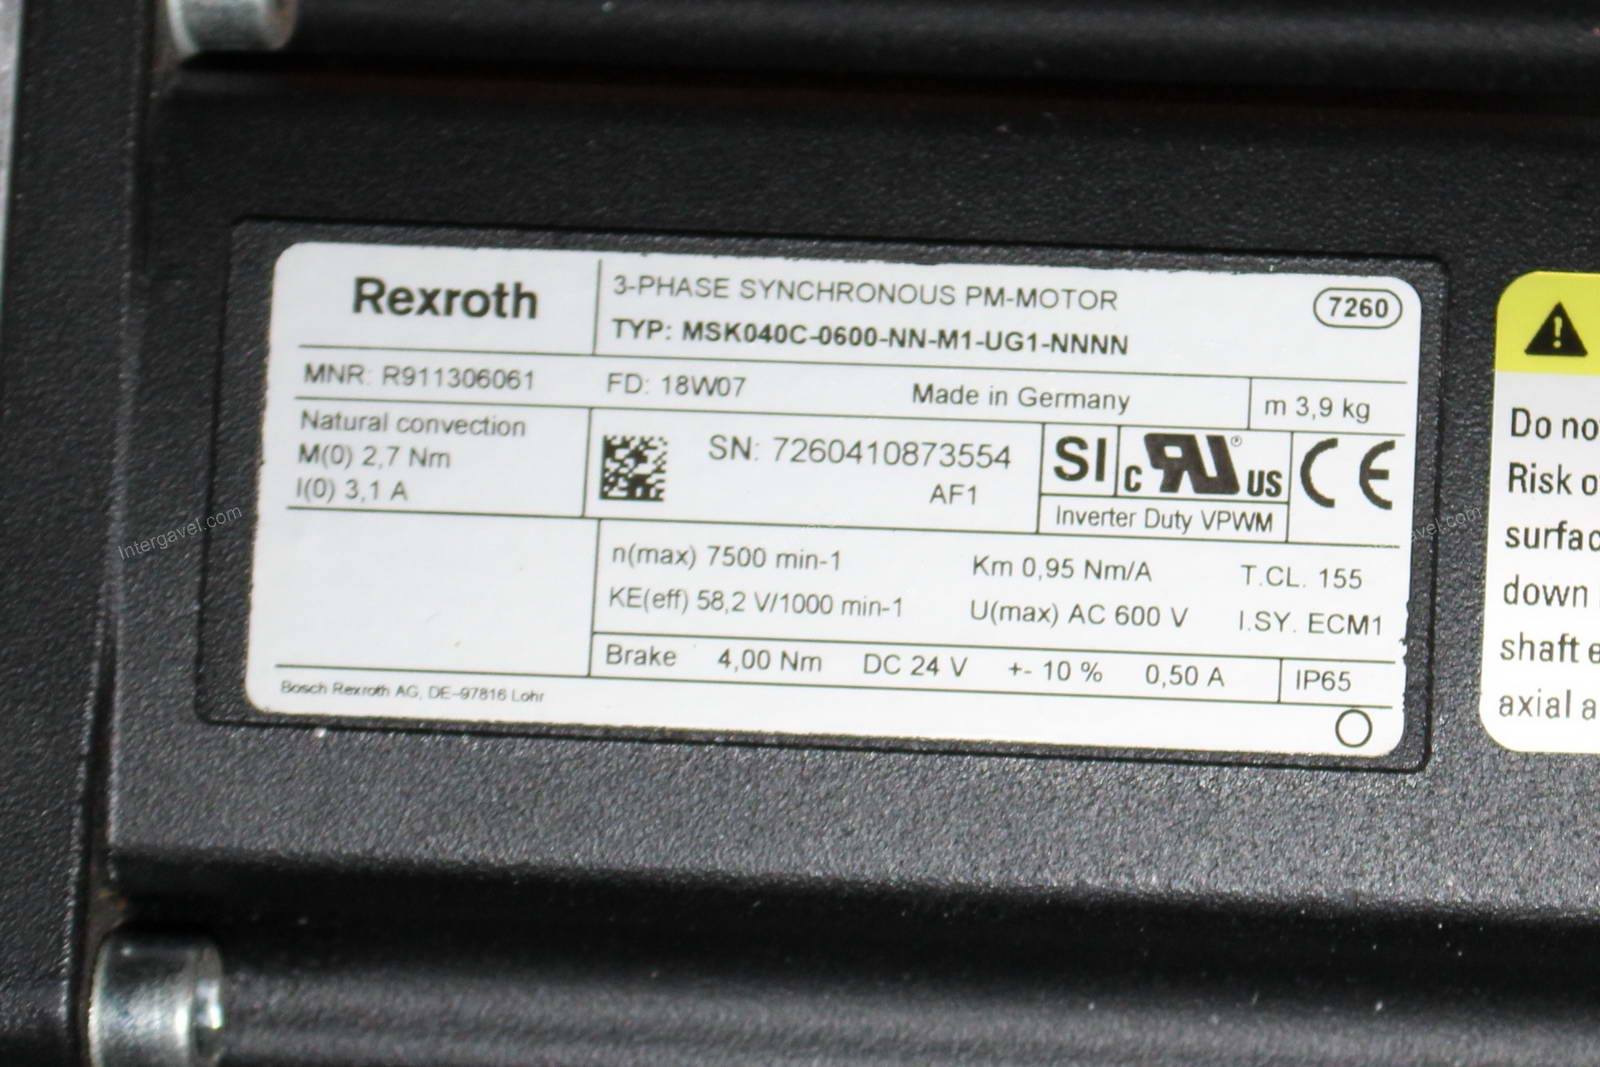 Rexroth
3-PHASE SYNCHRONOUS PM-MOTOR
7260
TYP: MSK040C-0600-NN-M1-UG1-NNNN
MNR: R911306061
FD: 18W07
Made in Germany
m 3,9 kg
Natural convection
M(0) 2,7 Nm
I(0) 3,1 A
SN: 7260410873554
AF1
SI
c RU ® US
CE
Inverter Duty VPWM
n(max) 7500 min-1
Km 0,95 Nm/A
T.CL. 155
KE(eff) 58,2 V/1000 min-1
U(max) AC 600 V
I.SY. ECM1
Brake 4,00 Nm DC 24 V +- 10 % 0,50 A
IP65
Bosch Rexroth AG, DE-97816 Lohr
Do no
Risk o
surfac
down
shaft e
axial a
Intergavel.com
gavel.com